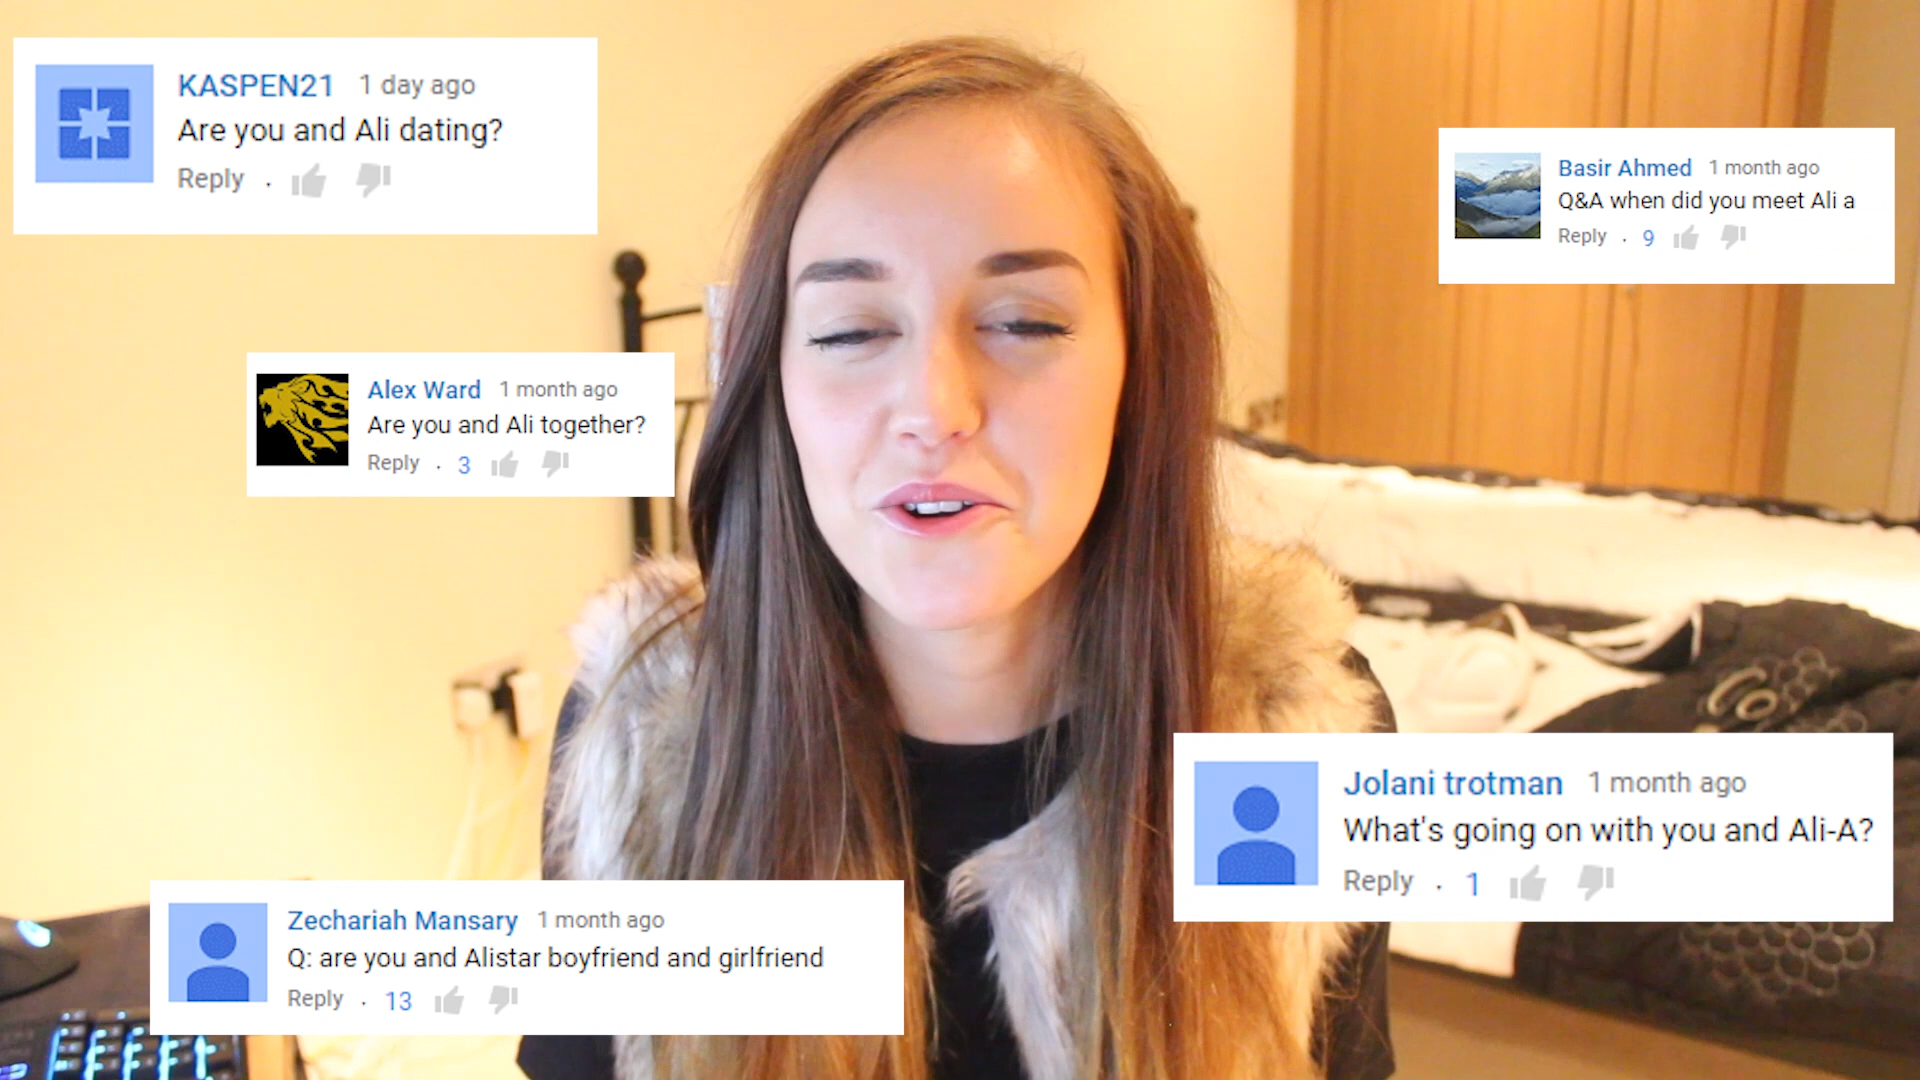 KASPEN21 1 day ago
Are you and Ali dating?
Reply .
Basir Ahmed 1 month ago
Q&A when did you meet Ali a
Reply . 9
Alex Ward 1 month ago
Are you and Ali together?
Reply . 3
Jolani trotman 1 month ago
What's going on with you and Ali-A?
Reply . 1
Zechariah Mansary 1 month ago
Q: are you and Alistar boyfriend and girlfriend
Reply . 13